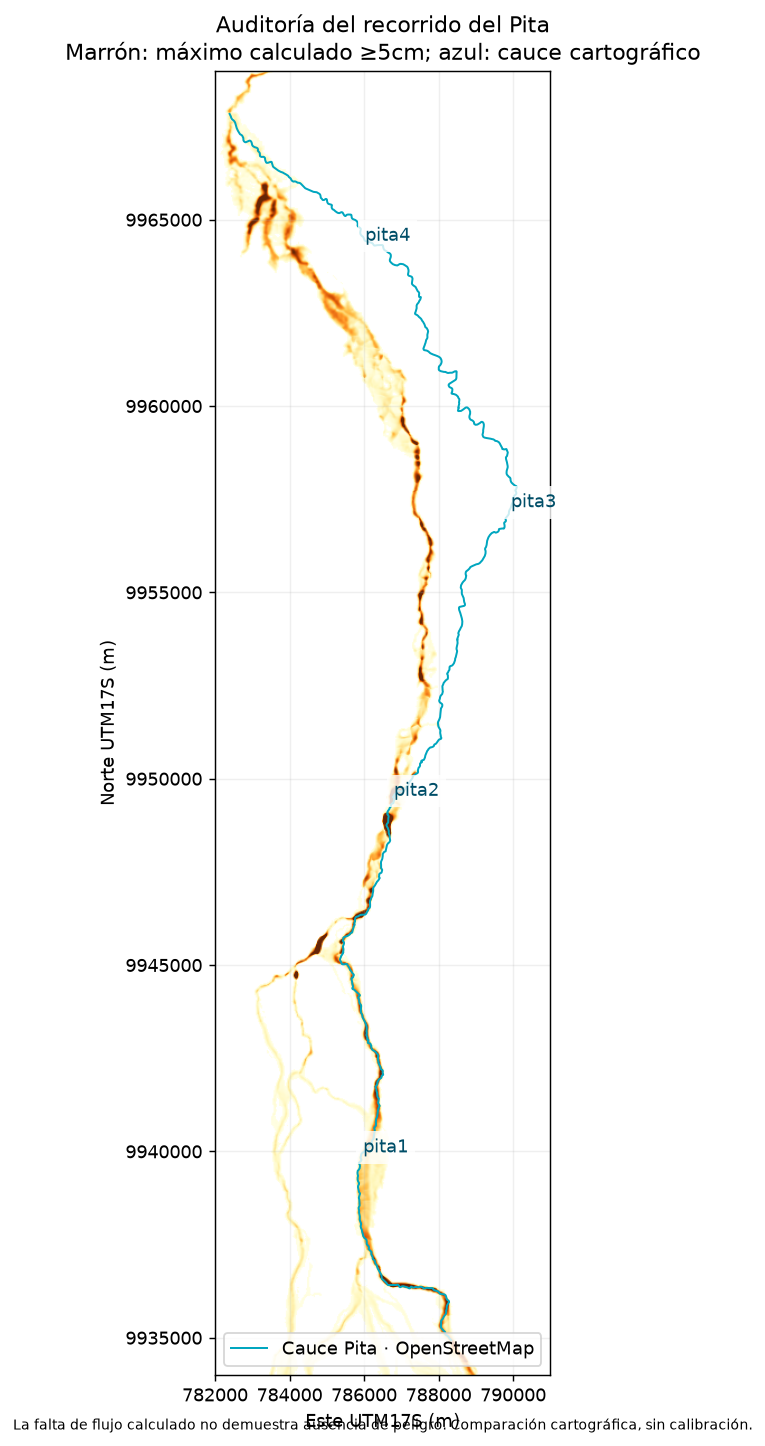 Auditoría del recorrido del Pita
Marrón: máximo calculado ≥5cm; azul: cauce cartográfico
9965000
pita4
9960000
pita3
9955000
Norte UTM17S (m)
9950000
pita2
9945000
9940000
pita1
9935000
Cauce Pita · OpenStreetMap
782000 784000 786000 788000 790000
Este UTM17S (m)
La falta de flujo calculado no demuestra ausencia de peligro. Comparación cartográfica, sin calibración.